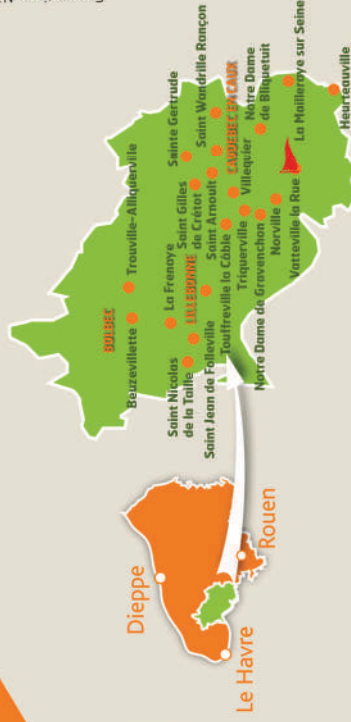 Dieppe
Le Havre
Rouen
BOLBEC
Trouville-Alliquerville
Beuzevillette
La Frenaye
Saint Nicolas
de la Taille
LILLEBONNE
Saint Gilles
de Crétot
Sainte Gertrude
Saint Wandrille Rançon
Saint Jean de Folleville
Saint Arnoult
CAUDEBEC EN CAUX
Touffreville la Câble
Triquerville
Villequier
Notre Dame
de Bliquetuit
Notre Dame de Gravenchon
Norville
Vatteville la Rue
La Mailleraye sur Seine
Heurteauville